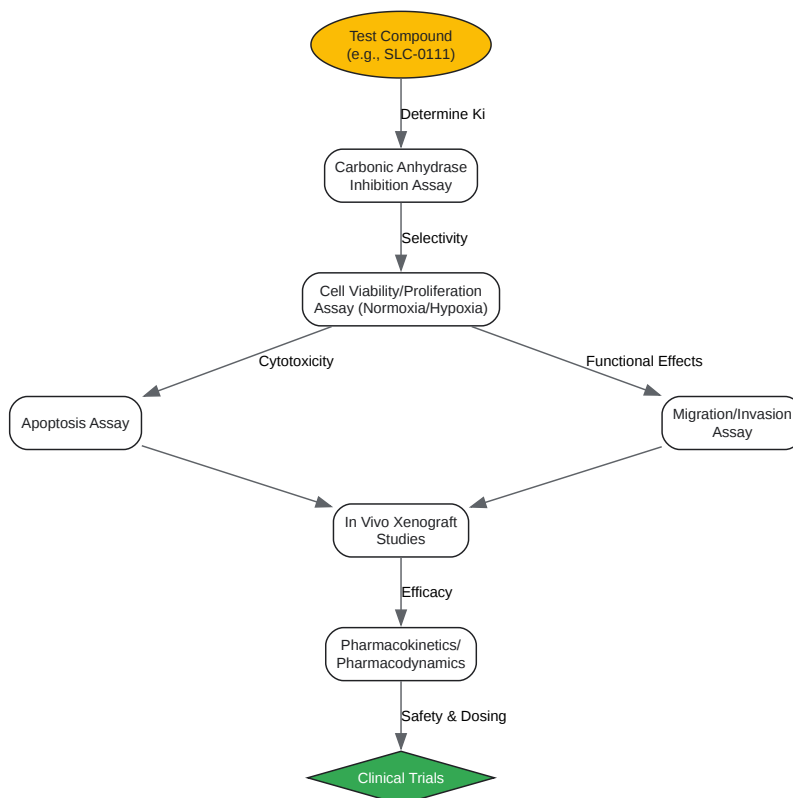 Test Compound
(e.g., SLC-0111)
Determine Ki
Carbonic Anhydrase
Inhibition Assay
Selectivity
Cell Viability/Proliferation
Assay (Normoxia/Hypoxia)
Cytotoxicity
Functional Effects
Apoptosis Assay
Migration/Invasion
Assay
In Vivo Xenograft
Studies
Efficacy
Pharmacokinetics/
Pharmacodynamics
Safety & Dosing
Clinical Trials